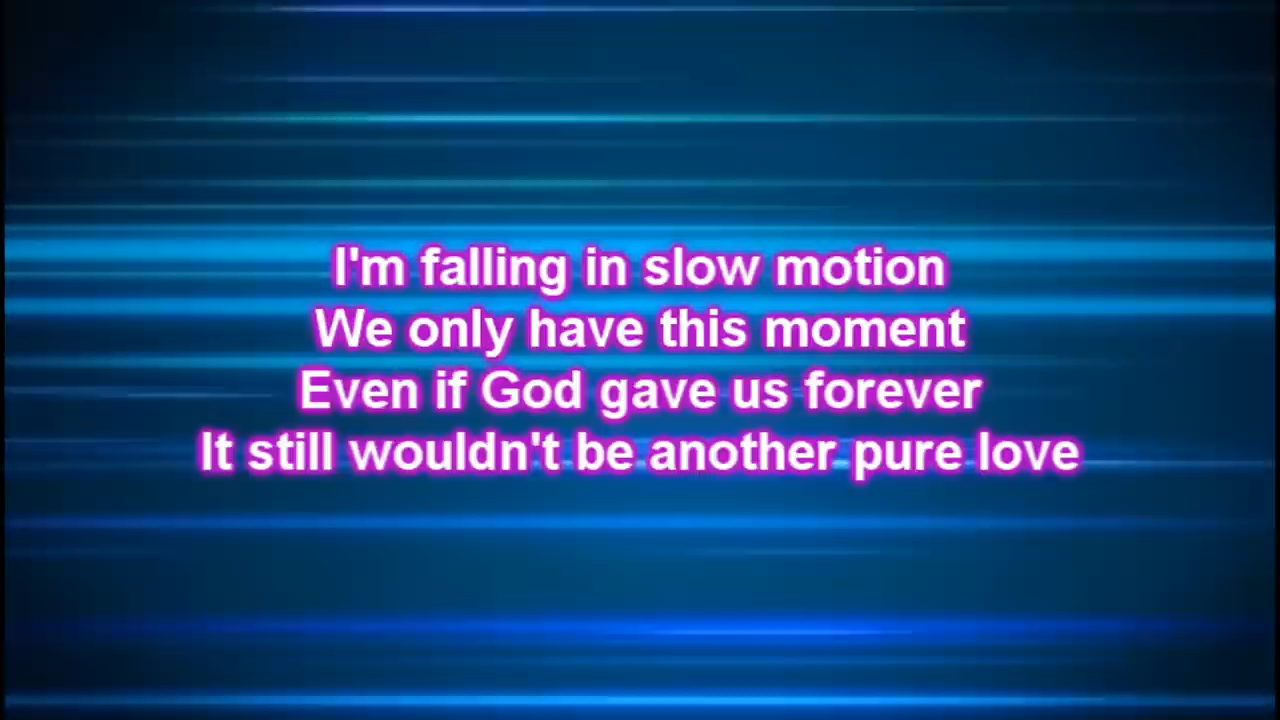 I'm falling in slow motion
We only have this moment
Even if God gave us forever
It still wouldn't be another pure love